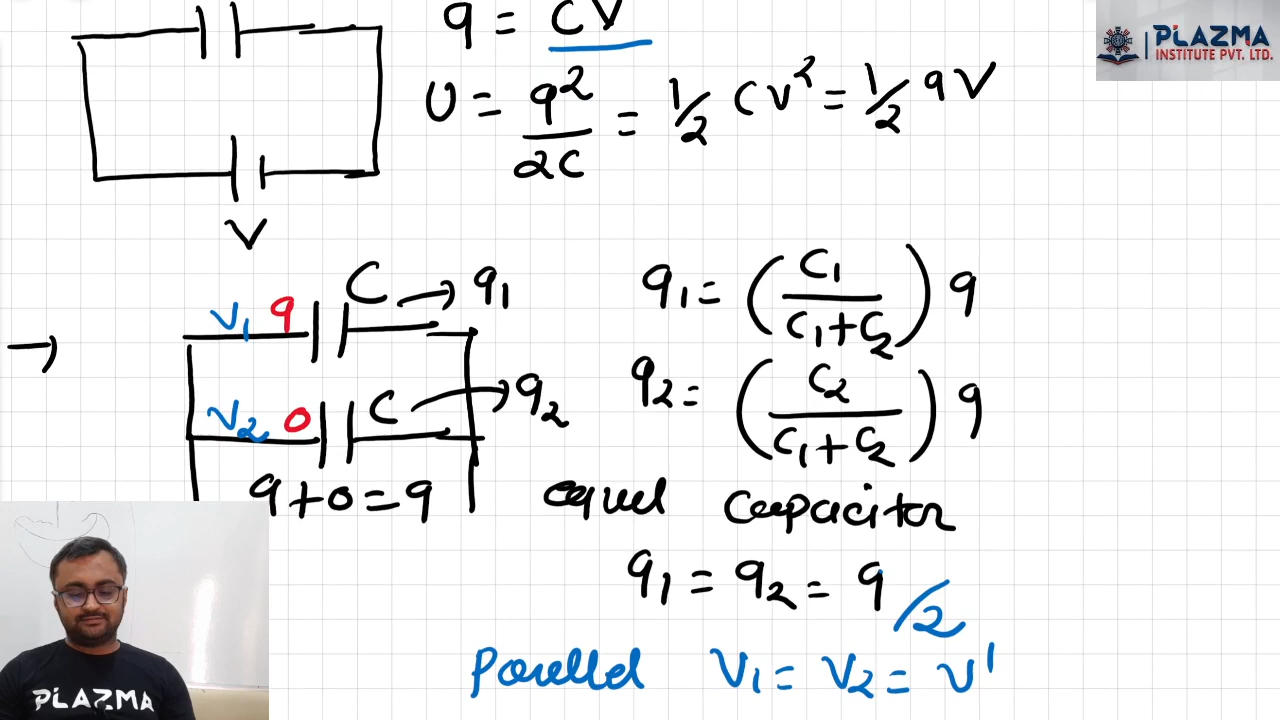 PLAZMA
INSTITUTE PVT. LTD.
q = CV
U = q²/2C = 1/2 CV² = 1/2 qV
V
C → q₁
V₁ q
q₁ = (C₁/(C₁+C₂)) q
→
C → q₂
V₂ 0
q₂ = (C₂/(C₁+C₂)) q
q+0=q
equal capacitor
q₁ = q₂ = q/2
Parallel V₁ = V₂ = V'
PLAZMA